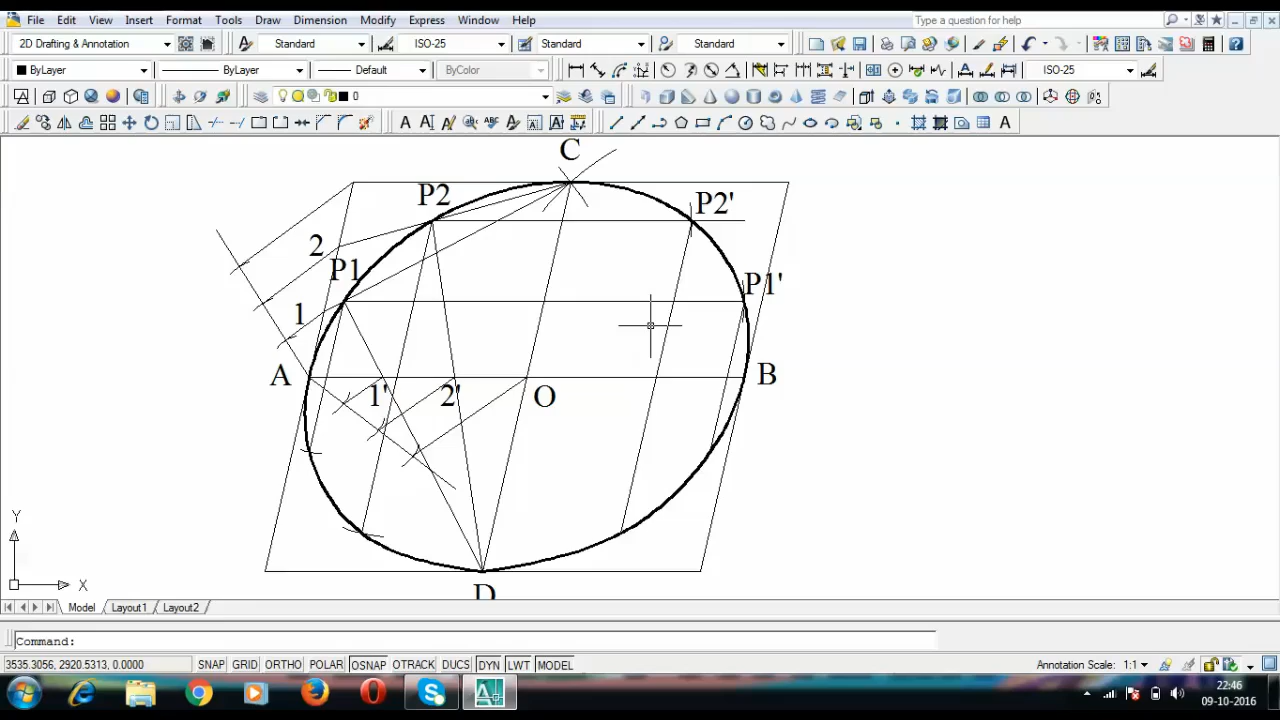 File Edit View Insert Format Tools Draw Dimension Modify Express Window Help Type a question for help
2D Drafting & Annotation Standard ISO-25 Standard Standard
ByLayer ByLayer Default ByColor ISO-25
0
C
P2 P2'
2
P1 P1'
1
A B
1' 2' O
D
Y
X
Model Layout1 Layout2
Command:
3535.3056, 2920.5313, 0.0000 SNAP GRID ORTHO POLAR OSNAP OTRACK DUCS DYN LWT MODEL Annotation Scale: 1:1
22:46
09-10-2016